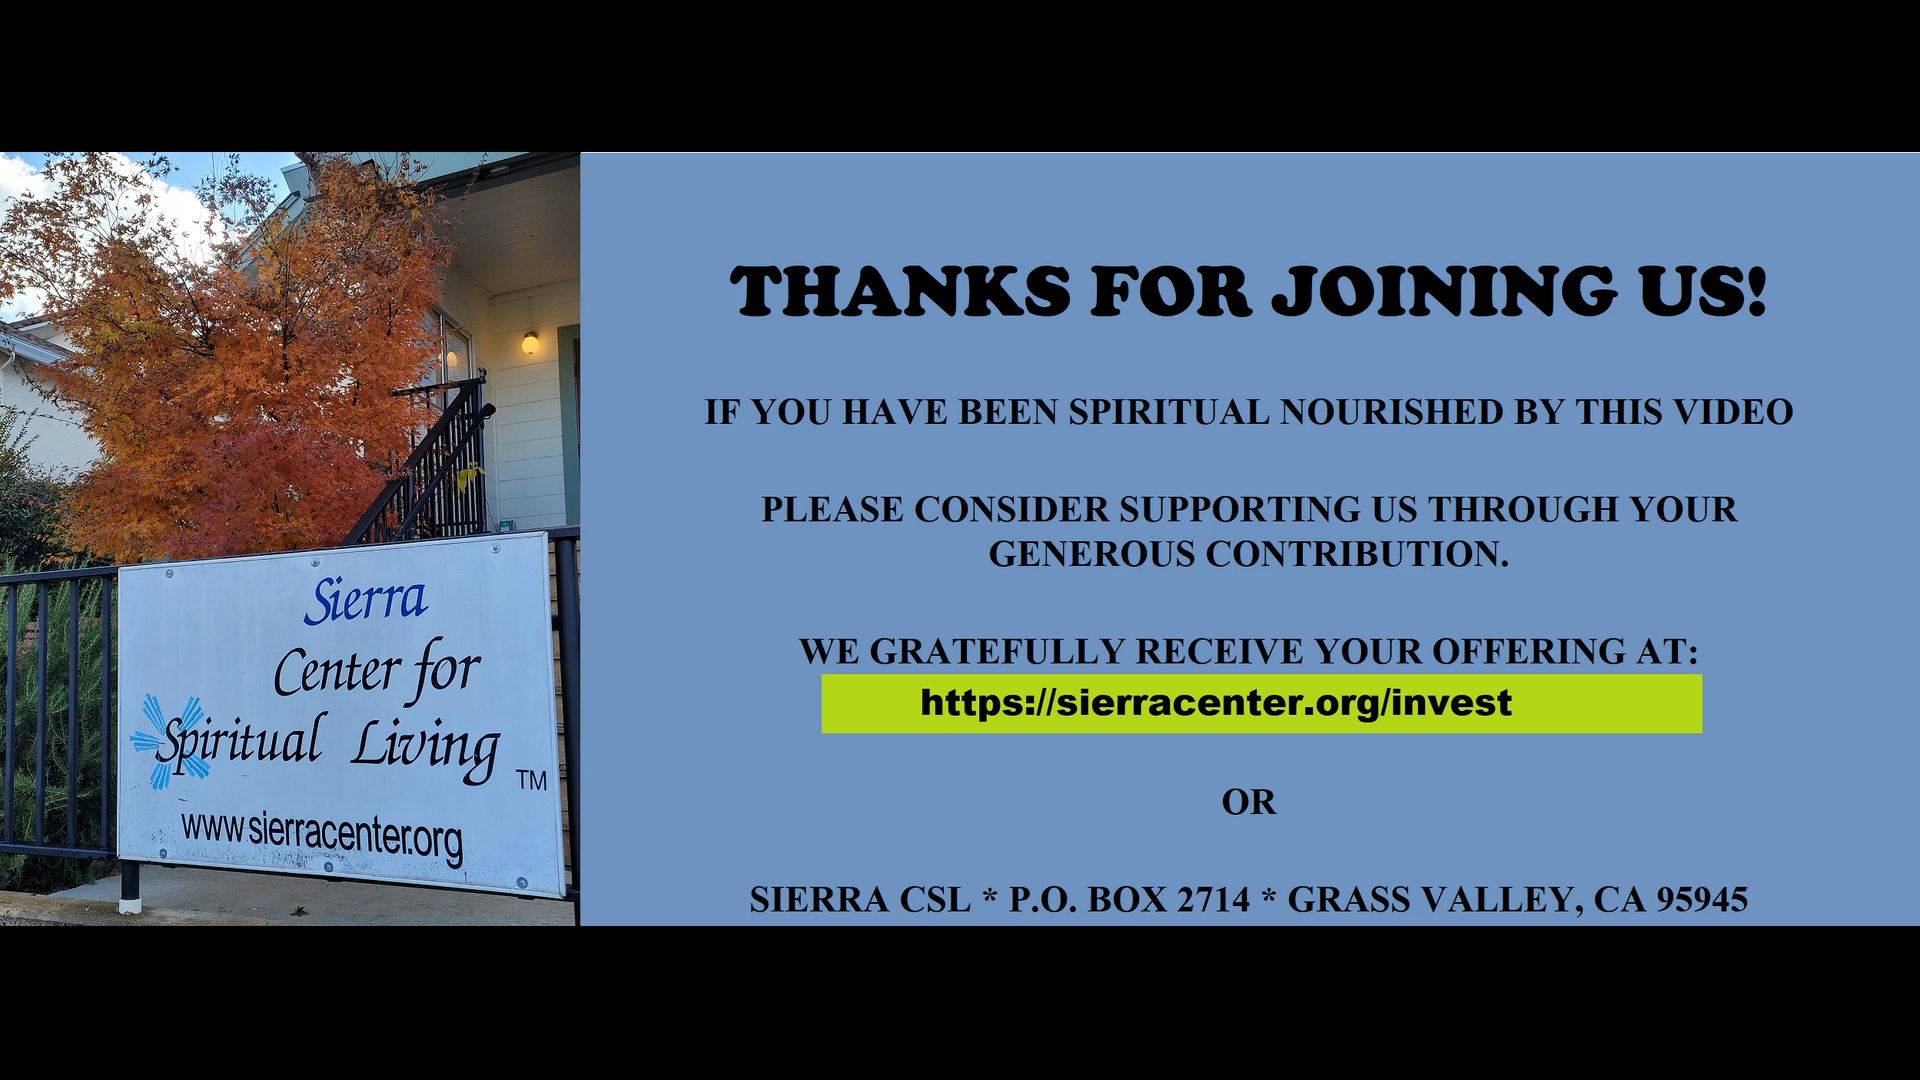 Sierra
Center for
Spiritual Living
TM
www.sierracenter.org
THANKS FOR JOINING US!
IF YOU HAVE BEEN SPIRITUAL NOURISHED BY THIS VIDEO
PLEASE CONSIDER SUPPORTING US THROUGH YOUR
GENEROUS CONTRIBUTION.
WE GRATEFULLY RECEIVE YOUR OFFERING AT:
https://sierracenter.org/invest
OR
SIERRA CSL * P.O. BOX 2714 * GRASS VALLEY, CA 95945